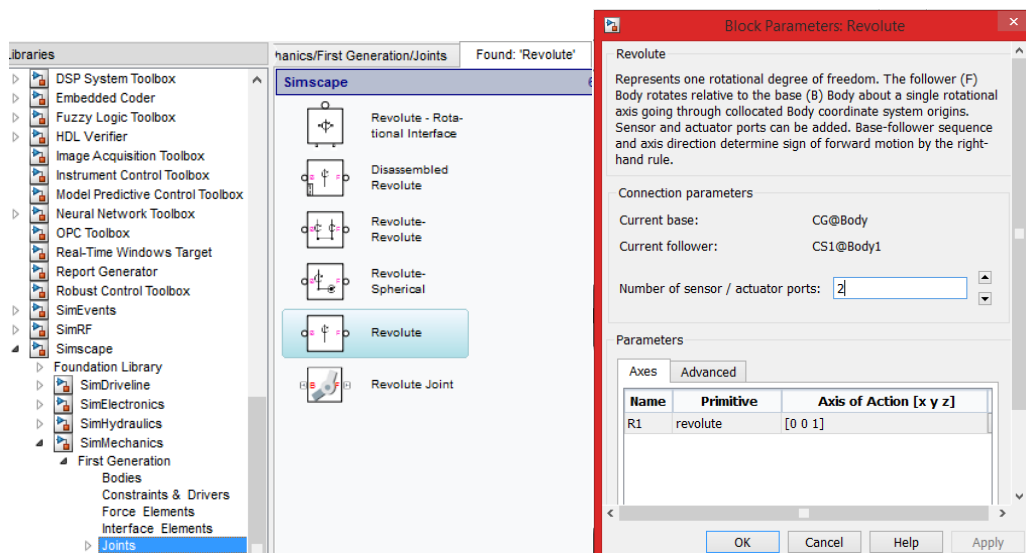 Libraries
DSP System Toolbox
Embedded Coder
Fuzzy Logic Toolbox
HDL Verifier
Image Acquisition Toolbox
Instrument Control Toolbox
Model Predictive Control Toolbox
Neural Network Toolbox
OPC Toolbox
Real-Time Windows Target
Report Generator
Robust Control Toolbox
SimEvents
SimRF
Simscape
Foundation Library
SimDriveline
SimElectronics
SimHydraulics
SimMechanics
First Generation
Bodies
Constraints & Drivers
Force Elements
Interface Elements
Joints
hanics/First Generation/Joints
Found: 'Revolute'
Simscape
Revolute - Rota-
tional Interface
Disassembled
Revolute
Revolute-
Revolute
Revolute-
Spherical
Revolute
Revolute Joint
Block Parameters: Revolute
Revolute
Represents one rotational degree of freedom. The follower (F)
Body rotates relative to the base (B) Body about a single rotational
axis going through collocated Body coordinate system origins.
Sensor and actuator ports can be added. Base-follower sequence
and axis direction determine sign of forward motion by the right-
hand rule.
Connection parameters
Current base: CG@Body
Current follower: CS1@Body1
Number of sensor / actuator ports: 2
Parameters
Axes Advanced
Name Primitive Axis of Action [x y z]
R1 revolute [0 0 1]
OK Cancel Help Apply